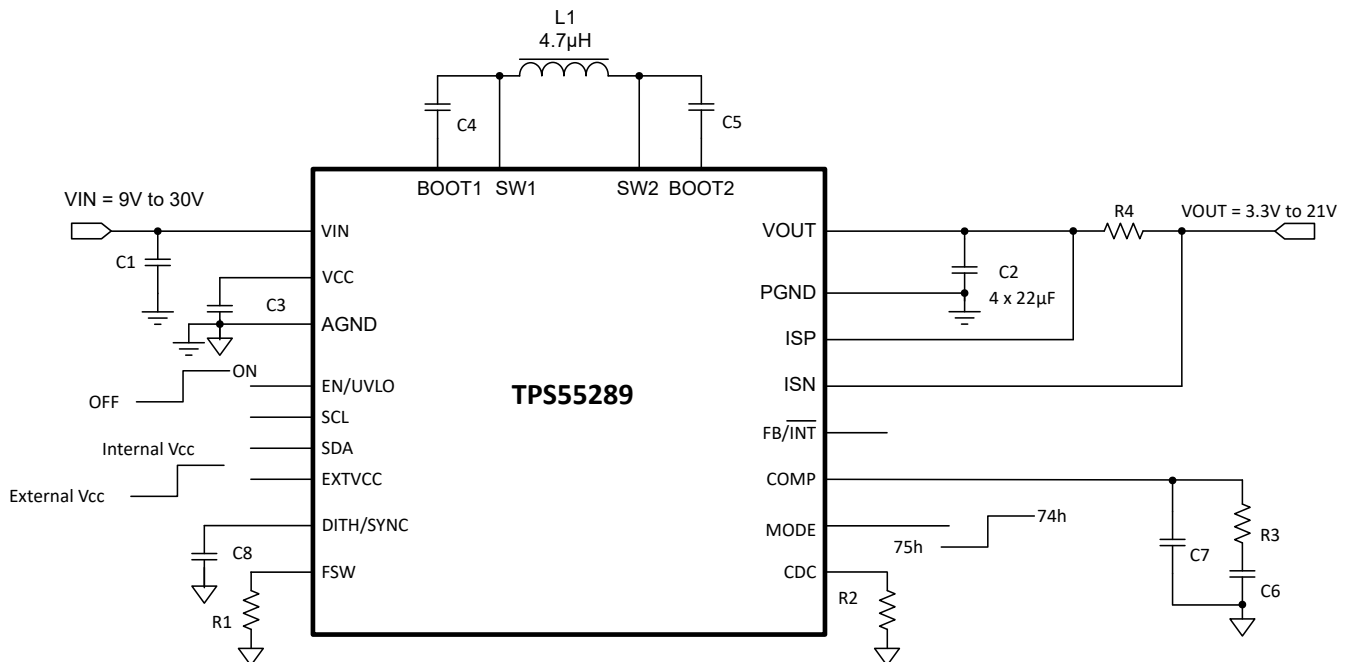 L1
4.7µH
C4
C5
BOOT1 SW1
SW2 BOOT2
VIN = 9V to 30V
C1
VIN
VCC
C3
AGND
ON
OFF
EN/UVLO
SCL
SDA
Internal Vcc
External Vcc
EXTVCC
DITH/SYNC
C8
FSW
R1
TPS55289
VOUT
R4
VOUT = 3.3V to 21V
C2
4 x 22µF
PGND
ISP
ISN
FB/INT
COMP
MODE
74h
75h
CDC
R2
C7
R3
C6